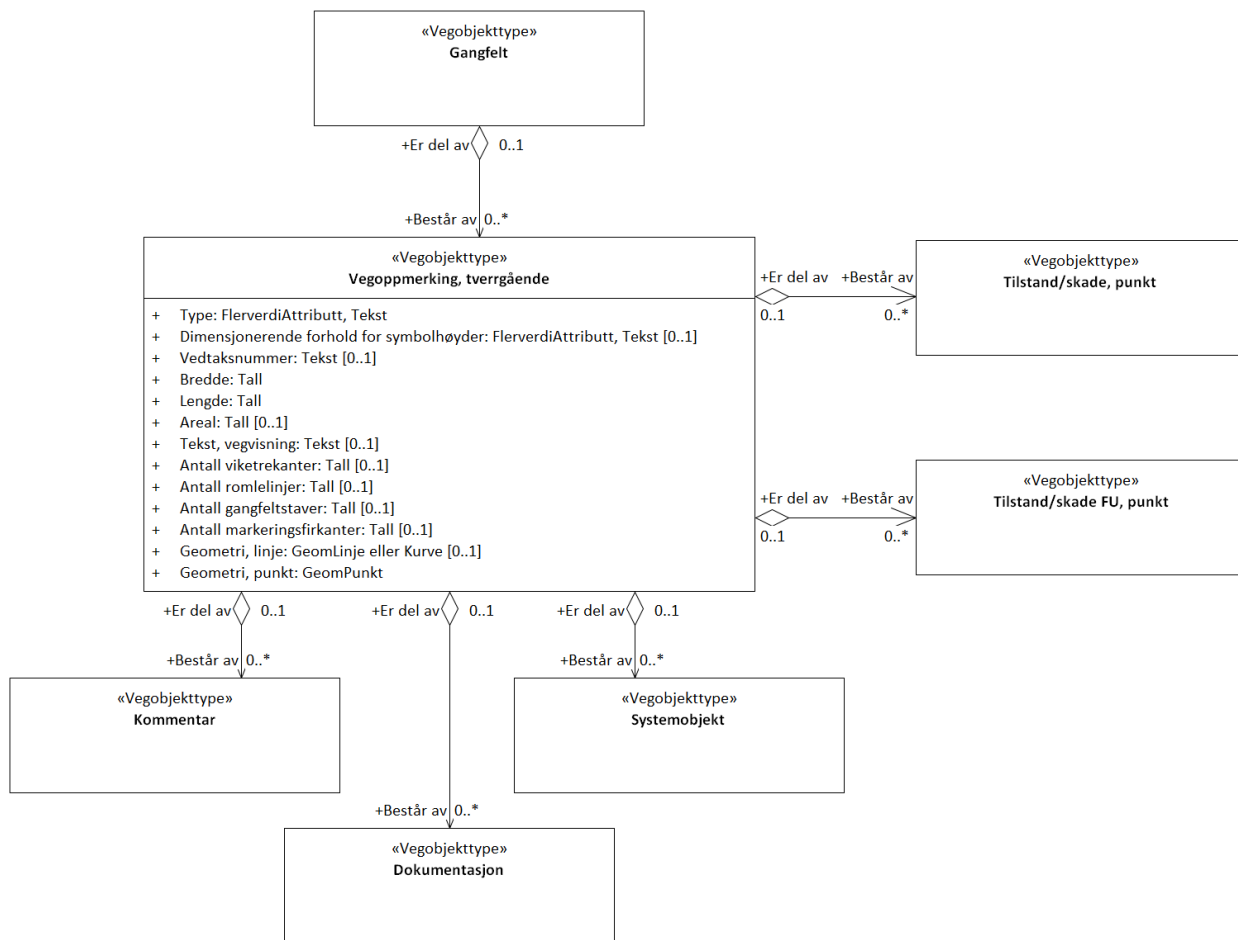 «Vegobjekttype»
Gangfelt
+Er del av 0..1
+Består av 0..*
«Vegobjekttype»
Vegoppmerking, tverrgående
+ Type: FlerverdiAttributt, Tekst
+ Dimensjonerende forhold for symbolhøyder: FlerverdiAttributt, Tekst [0..1]
+ Vedtaksnummer: Tekst [0..1]
+ Bredde: Tall
+ Lengde: Tall
+ Areal: Tall [0..1]
+ Tekst, vegvisning: Tekst [0..1]
+ Antall viketrekanter: Tall [0..1]
+ Antall romlelinjer: Tall [0..1]
+ Antall gangfeltstaver: Tall [0..1]
+ Antall markeringsfirkanter: Tall [0..1]
+ Geometri, linje: GeomLinje eller Kurve [0..1]
+ Geometri, punkt: GeomPunkt
+Er del av +Består av
0..1 0..*
«Vegobjekttype»
Tilstand/skade, punkt
+Er del av +Består av
0..1 0..*
«Vegobjekttype»
Tilstand/skade FU, punkt
+Er del av 0..1
+Består av 0..*
«Vegobjekttype»
Kommentar
+Er del av 0..1
+Består av 0..*
«Vegobjekttype»
Dokumentasjon
+Er del av 0..1
+Består av 0..*
«Vegobjekttype»
Systemobjekt